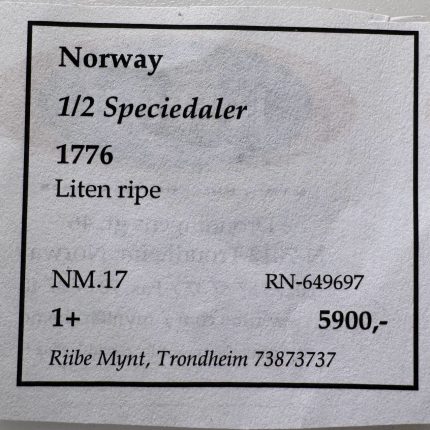 Norway
1/2 Speciedaler
1776
Liten ripe
NM.17 RN-649697
1+ 5900,-
Riibe Mynt, Trondheim 73873737